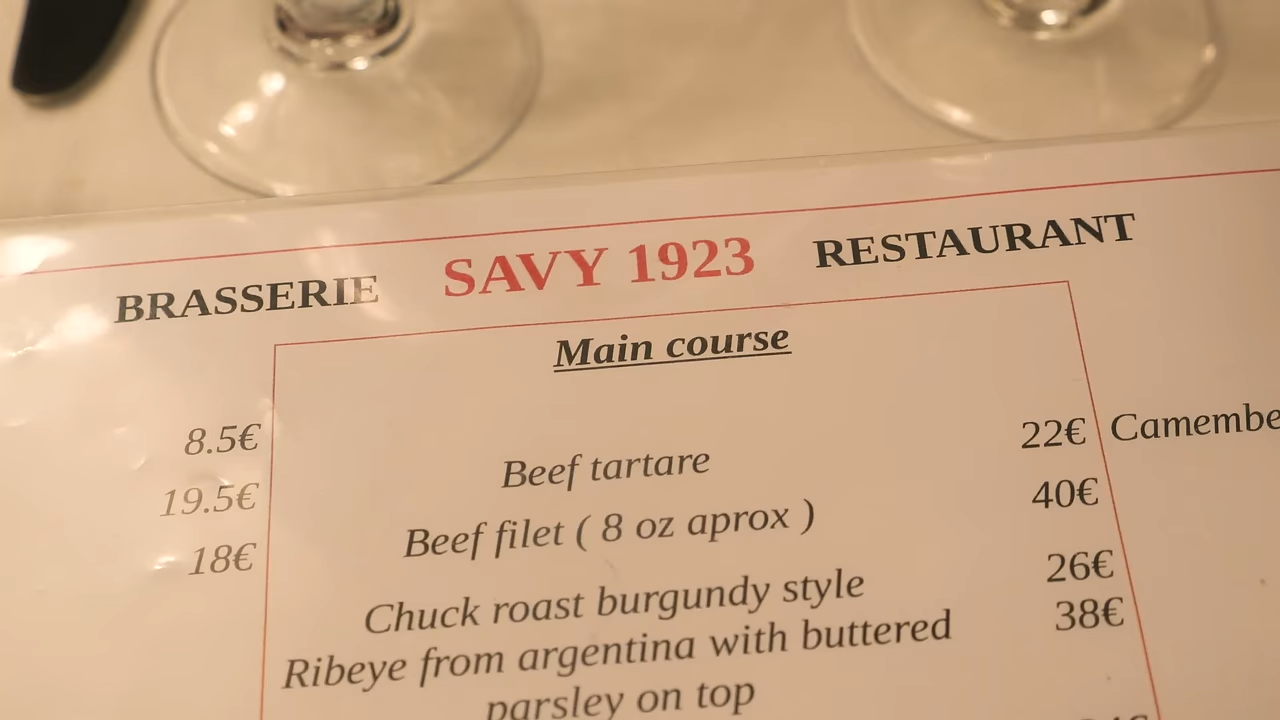 BRASSERIE SAVY 1923 RESTAURANT
Main course
8.5€
Beef tartare 22€ 
19.5€
Beef filet ( 8 oz aprox ) 40€
18€
Chuck roast burgundy style 26€
Ribeye from argentina with buttered 38€
parsley on top